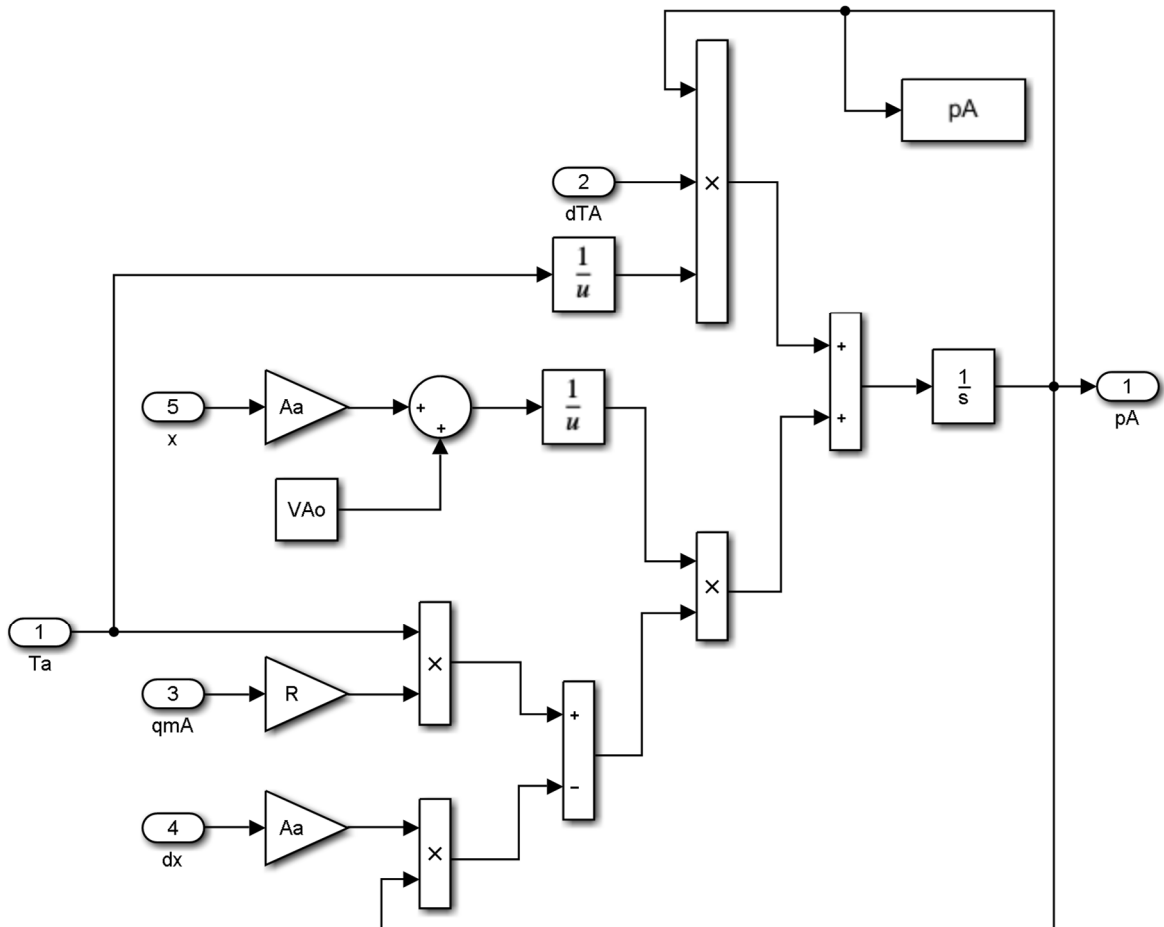 pA
×
2
dTA
1
u
+
+
1
s
1
pA
5
x
Aa
+
+
1
u
VAo
×
1
Ta
×
3
qmA
R
+
−
4
dx
Aa
×